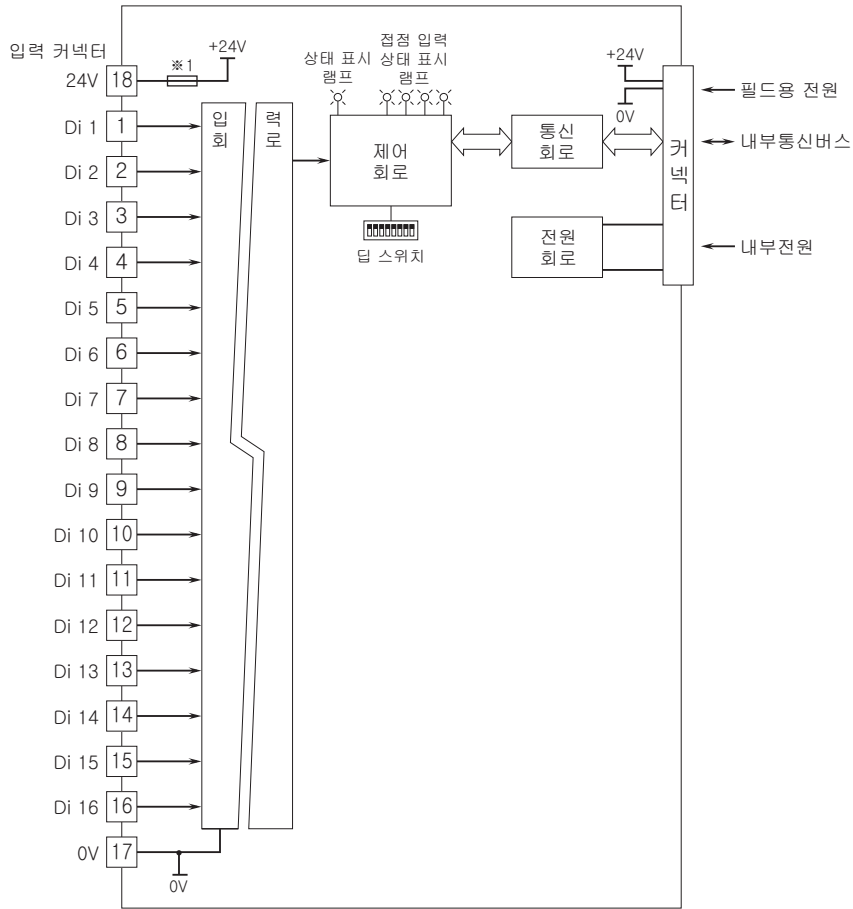 입력 커넥터
24V 18
※1
+24V
Di 1 1
Di 2 2
Di 3 3
Di 4 4
Di 5 5
Di 6 6
Di 7 7
Di 8 8
Di 9 9
Di 10 10
Di 11 11
Di 12 12
Di 13 13
Di 14 14
Di 15 15
Di 16 16
0V 17
0V
입 력
회 로
상태 표시
램프
접점 입력
상태 표시
램프
제어
회로
딥 스위치
통신
회로
전원
회로
+24V
0V
커넥터
필드용 전원
내부통신버스
내부전원